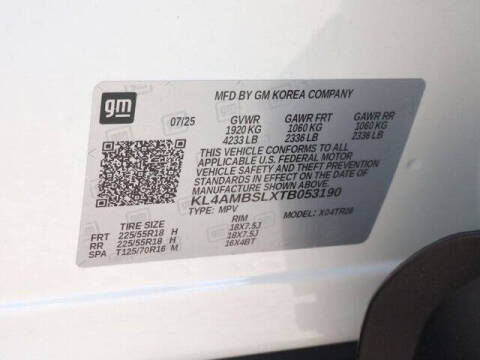 gm
MFD BY GM KOREA COMPANY
07/25 GVWR GAWR FRT GAWR RR
1920 KG 1060 KG 1060 KG
4233 LB 2336 LB 2336 LB
THIS VEHICLE CONFORMS TO ALL
APPLICABLE U.S. FEDERAL MOTOR
VEHICLE SAFETY AND THEFT PREVENTION
STANDARDS IN EFFECT ON THE DATE OF
MANUFACTURE SHOWN ABOVE.
KL4AMBSLXTB053190
TYPE: MPV MODEL: X04TR26
TIRE SIZE RIM
FRT 225/55R18 H 18X7.5J
RR 225/55R18 H 18X7.5J
SPA T125/70R16 M 16X4BT